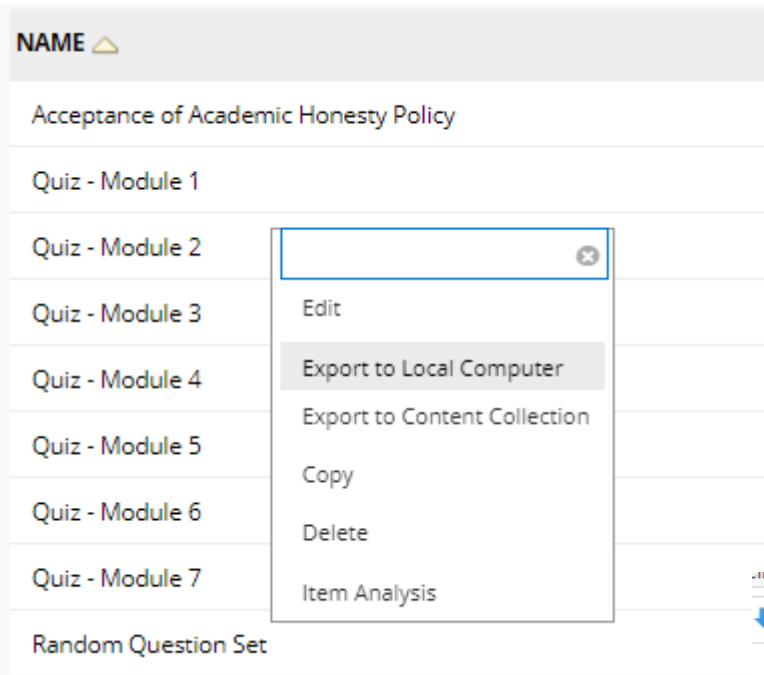 NAME
Acceptance of Academic Honesty Policy
Quiz - Module 1
Quiz - Module 2
Quiz - Module 3
Quiz - Module 4
Quiz - Module 5
Quiz - Module 6
Quiz - Module 7
Random Question Set
Edit
Export to Local Computer
Export to Content Collection
Copy
Delete
Item Analysis